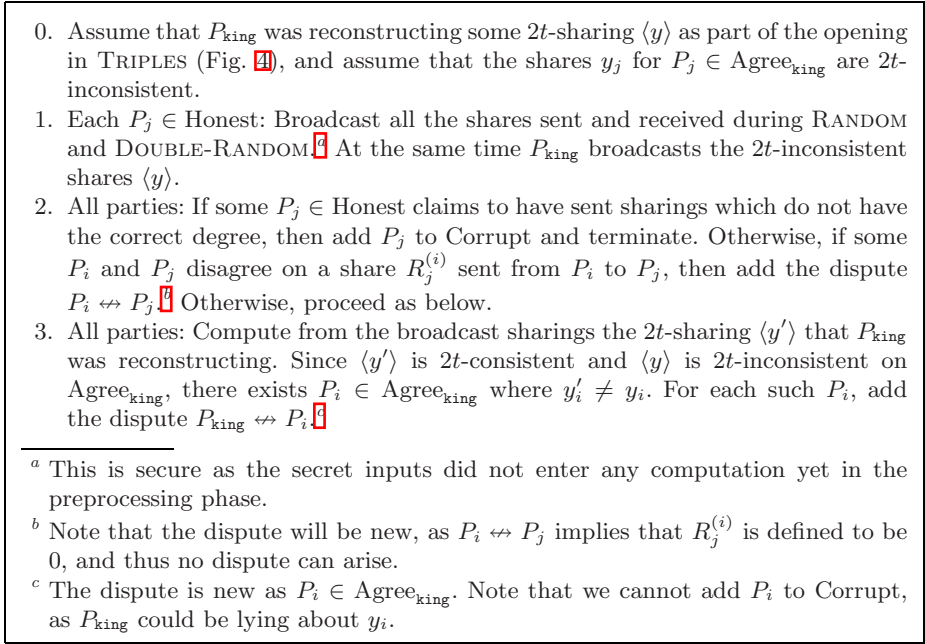 0. Assume that P_king was reconstructing some 2t-sharing ⟨y⟩ as part of the opening
in TRIPLES (Fig. 4), and assume that the shares y_j for P_j ∈ Agree_king are 2t-
inconsistent.
1. Each P_j ∈ Honest: Broadcast all the shares sent and received during RANDOM
and DOUBLE-RANDOM.^a At the same time P_king broadcasts the 2t-inconsistent
shares ⟨y⟩.
2. All parties: If some P_j ∈ Honest claims to have sent sharings which do not have
the correct degree, then add P_j to Corrupt and terminate. Otherwise, if some
P_i and P_j disagree on a share R_j^(i) sent from P_i to P_j, then add the dispute
P_i ↮ P_j.^b Otherwise, proceed as below.
3. All parties: Compute from the broadcast sharings the 2t-sharing ⟨y′⟩ that P_king
was reconstructing. Since ⟨y′⟩ is 2t-consistent and ⟨y⟩ is 2t-inconsistent on
Agree_king, there exists P_i ∈ Agree_king where y′_i ≠ y_i. For each such P_i, add
the dispute P_king ↮ P_i.^c
^a This is secure as the secret inputs did not enter any computation yet in the
preprocessing phase.
^b Note that the dispute will be new, as P_i ↮ P_j implies that R_j^(i) is defined to be
0, and thus no dispute can arise.
^c The dispute is new as P_i ∈ Agree_king. Note that we cannot add P_i to Corrupt,
as P_king could be lying about y_i.